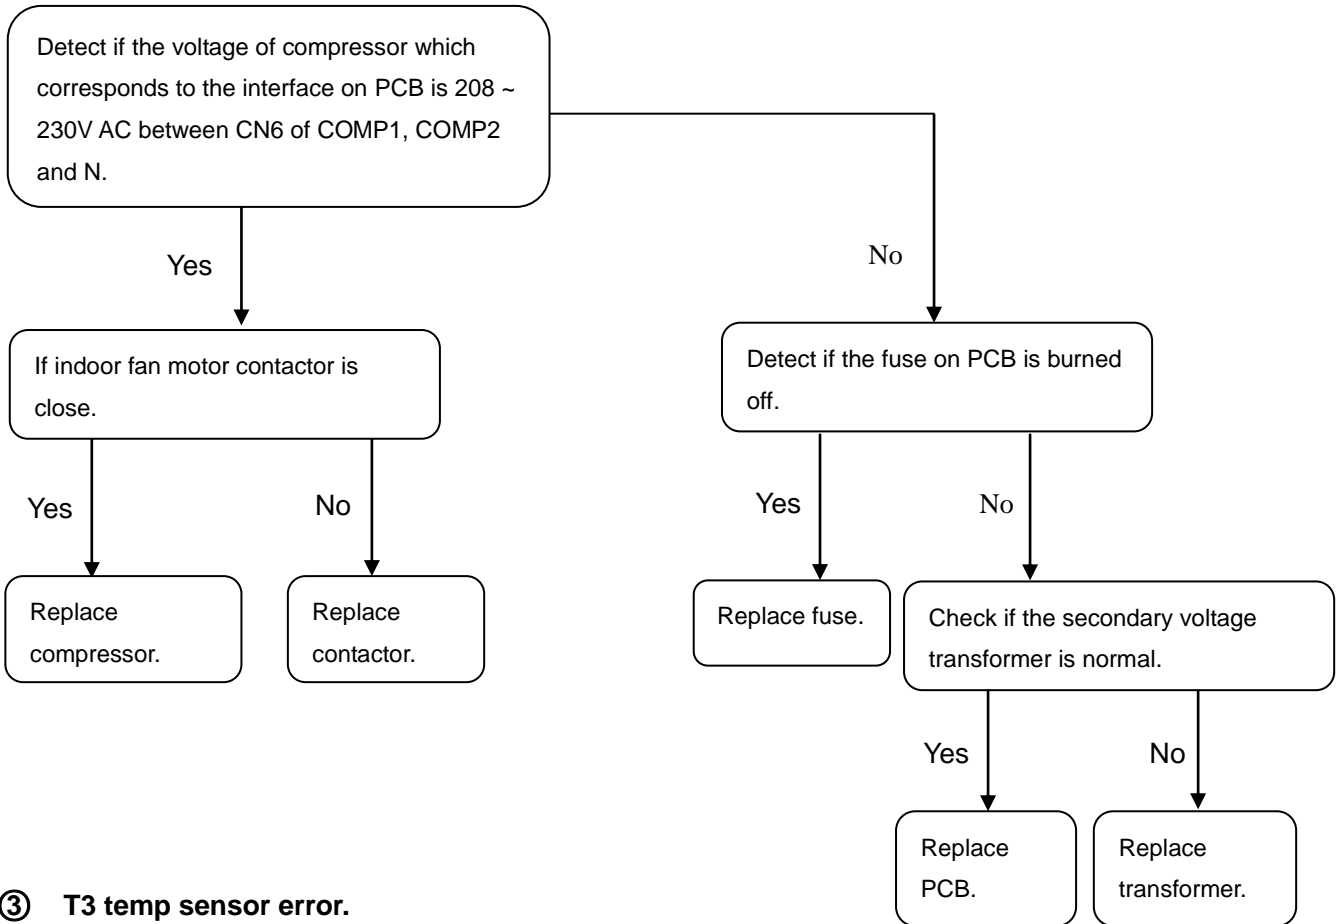 Detect if the voltage of compressor which
corresponds to the interface on PCB is 208 ~
230V AC between CN6 of COMP1, COMP2
and N.
Yes
No
If indoor fan motor contactor is
close.
Detect if the fuse on PCB is burned
off.
Yes
No
Yes
No
Replace
compressor.
Replace
contactor.
Replace fuse.
Check if the secondary voltage
transformer is normal.
Yes
No
Replace
PCB.
Replace
transformer.
③ T3 temp sensor error.